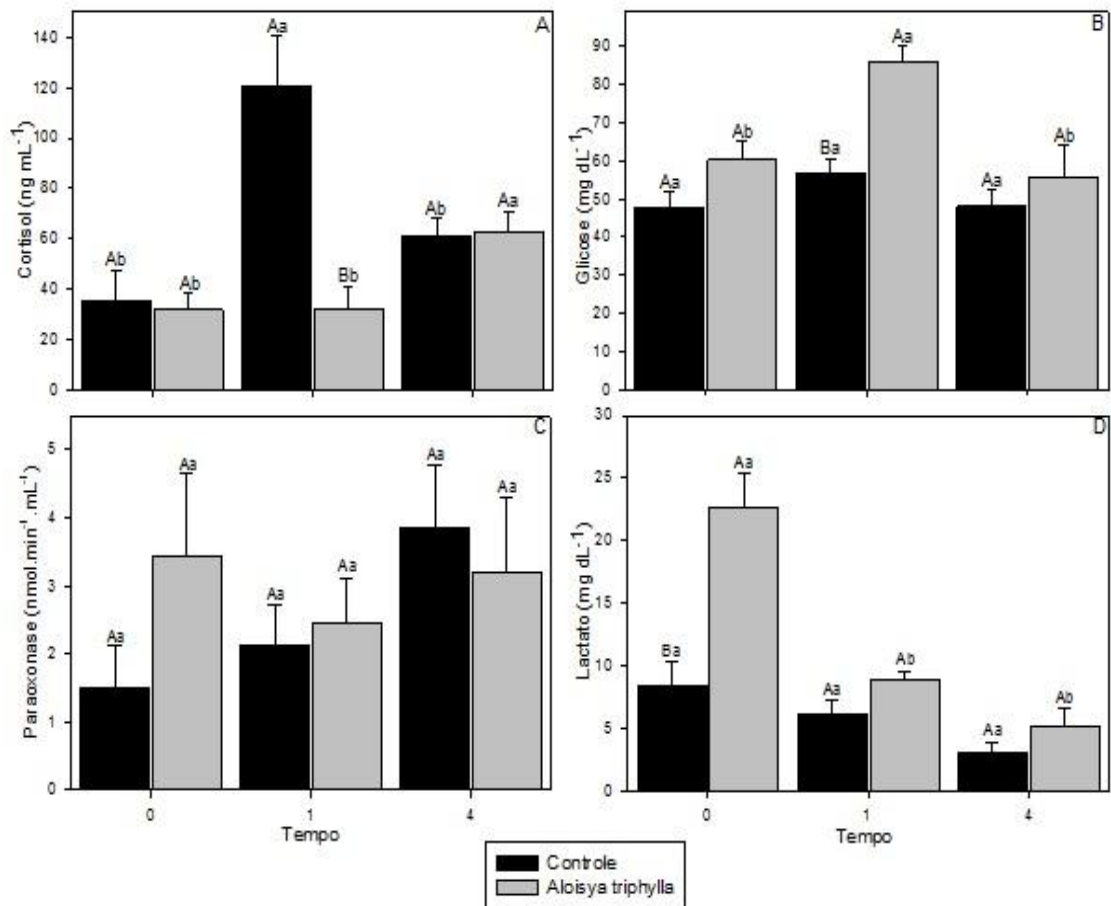 A
Cortisol (ng mL⁻¹)
140
120
100
80
60
40
20
0
Ab
Ab
Aa
Bb
Ab
Aa
B
Glicose (mg dL⁻¹)
90
80
70
60
50
40
30
20
10
0
Aa
Ab
Ba
Aa
Aa
Ab
C
Paraoxonase (nmol.min⁻¹.mL⁻¹)
5
4
3
2
1
0
Aa
Aa
Aa
Aa
Aa
Aa
0
1
4
Tempo
D
Lactato (mg dL⁻¹)
30
25
20
15
10
5
0
Ba
Aa
Aa
Ab
Aa
Ab
0
1
4
Tempo
Controle
Aloisya triphylla